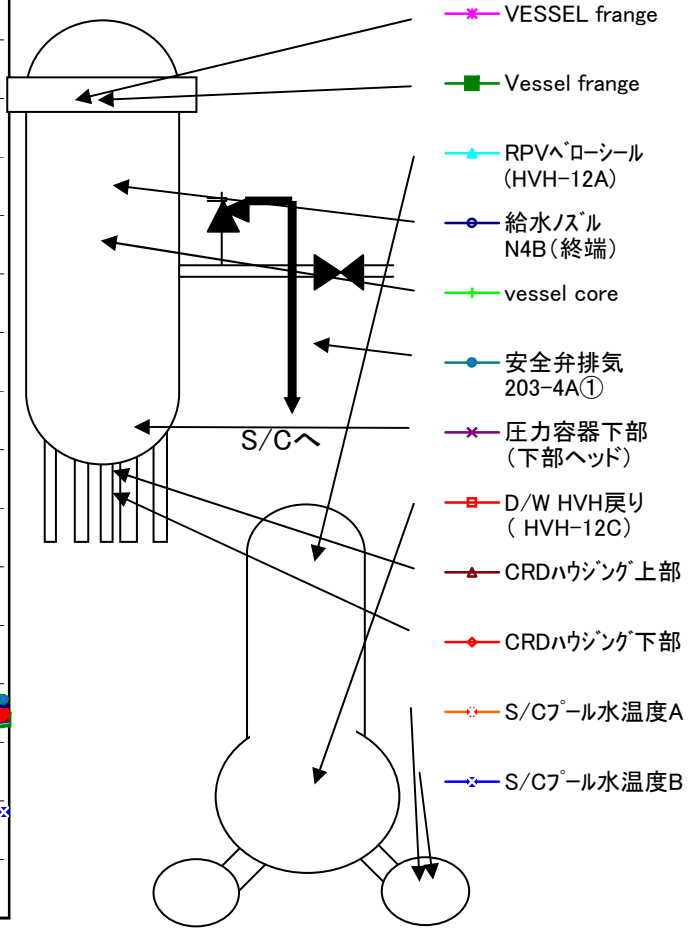 VESSEL frange
Vessel frange
RPVベローシール
(HVH-12A)
給水ノズル
N4B(終端)
vessel core
安全弁排気
203-4A①
圧力容器下部
(下部ヘッド)
D/W HVH戻り
( HVH-12C)
CRDハウジング上部
CRDハウジング下部
S/Cプール水温度A
S/Cプール水温度B
S/Cへ